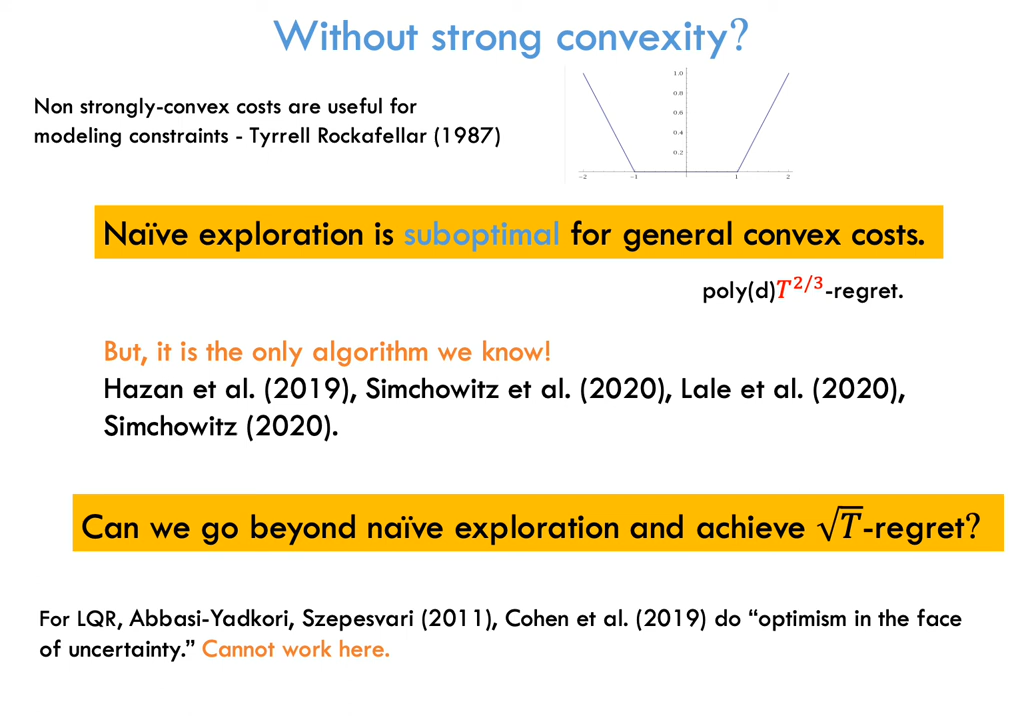 Without strong convexity?
Non strongly-convex costs are useful for
modeling constraints - Tyrrell Rockafellar (1987)
1.0
0.8
0.6
0.4
0.2
-2 -1 1 2
Naïve exploration is suboptimal for general convex costs.
poly(d)T^{2/3}-regret.
But, it is the only algorithm we know!
Hazan et al. (2019), Simchowitz et al. (2020), Lale et al. (2020),
Simchowitz (2020).
Can we go beyond naïve exploration and achieve √T-regret?
For LQR, Abbasi-Yadkori, Szepesvari (2011), Cohen et al. (2019) do “optimism in the face
of uncertainty.” Cannot work here.